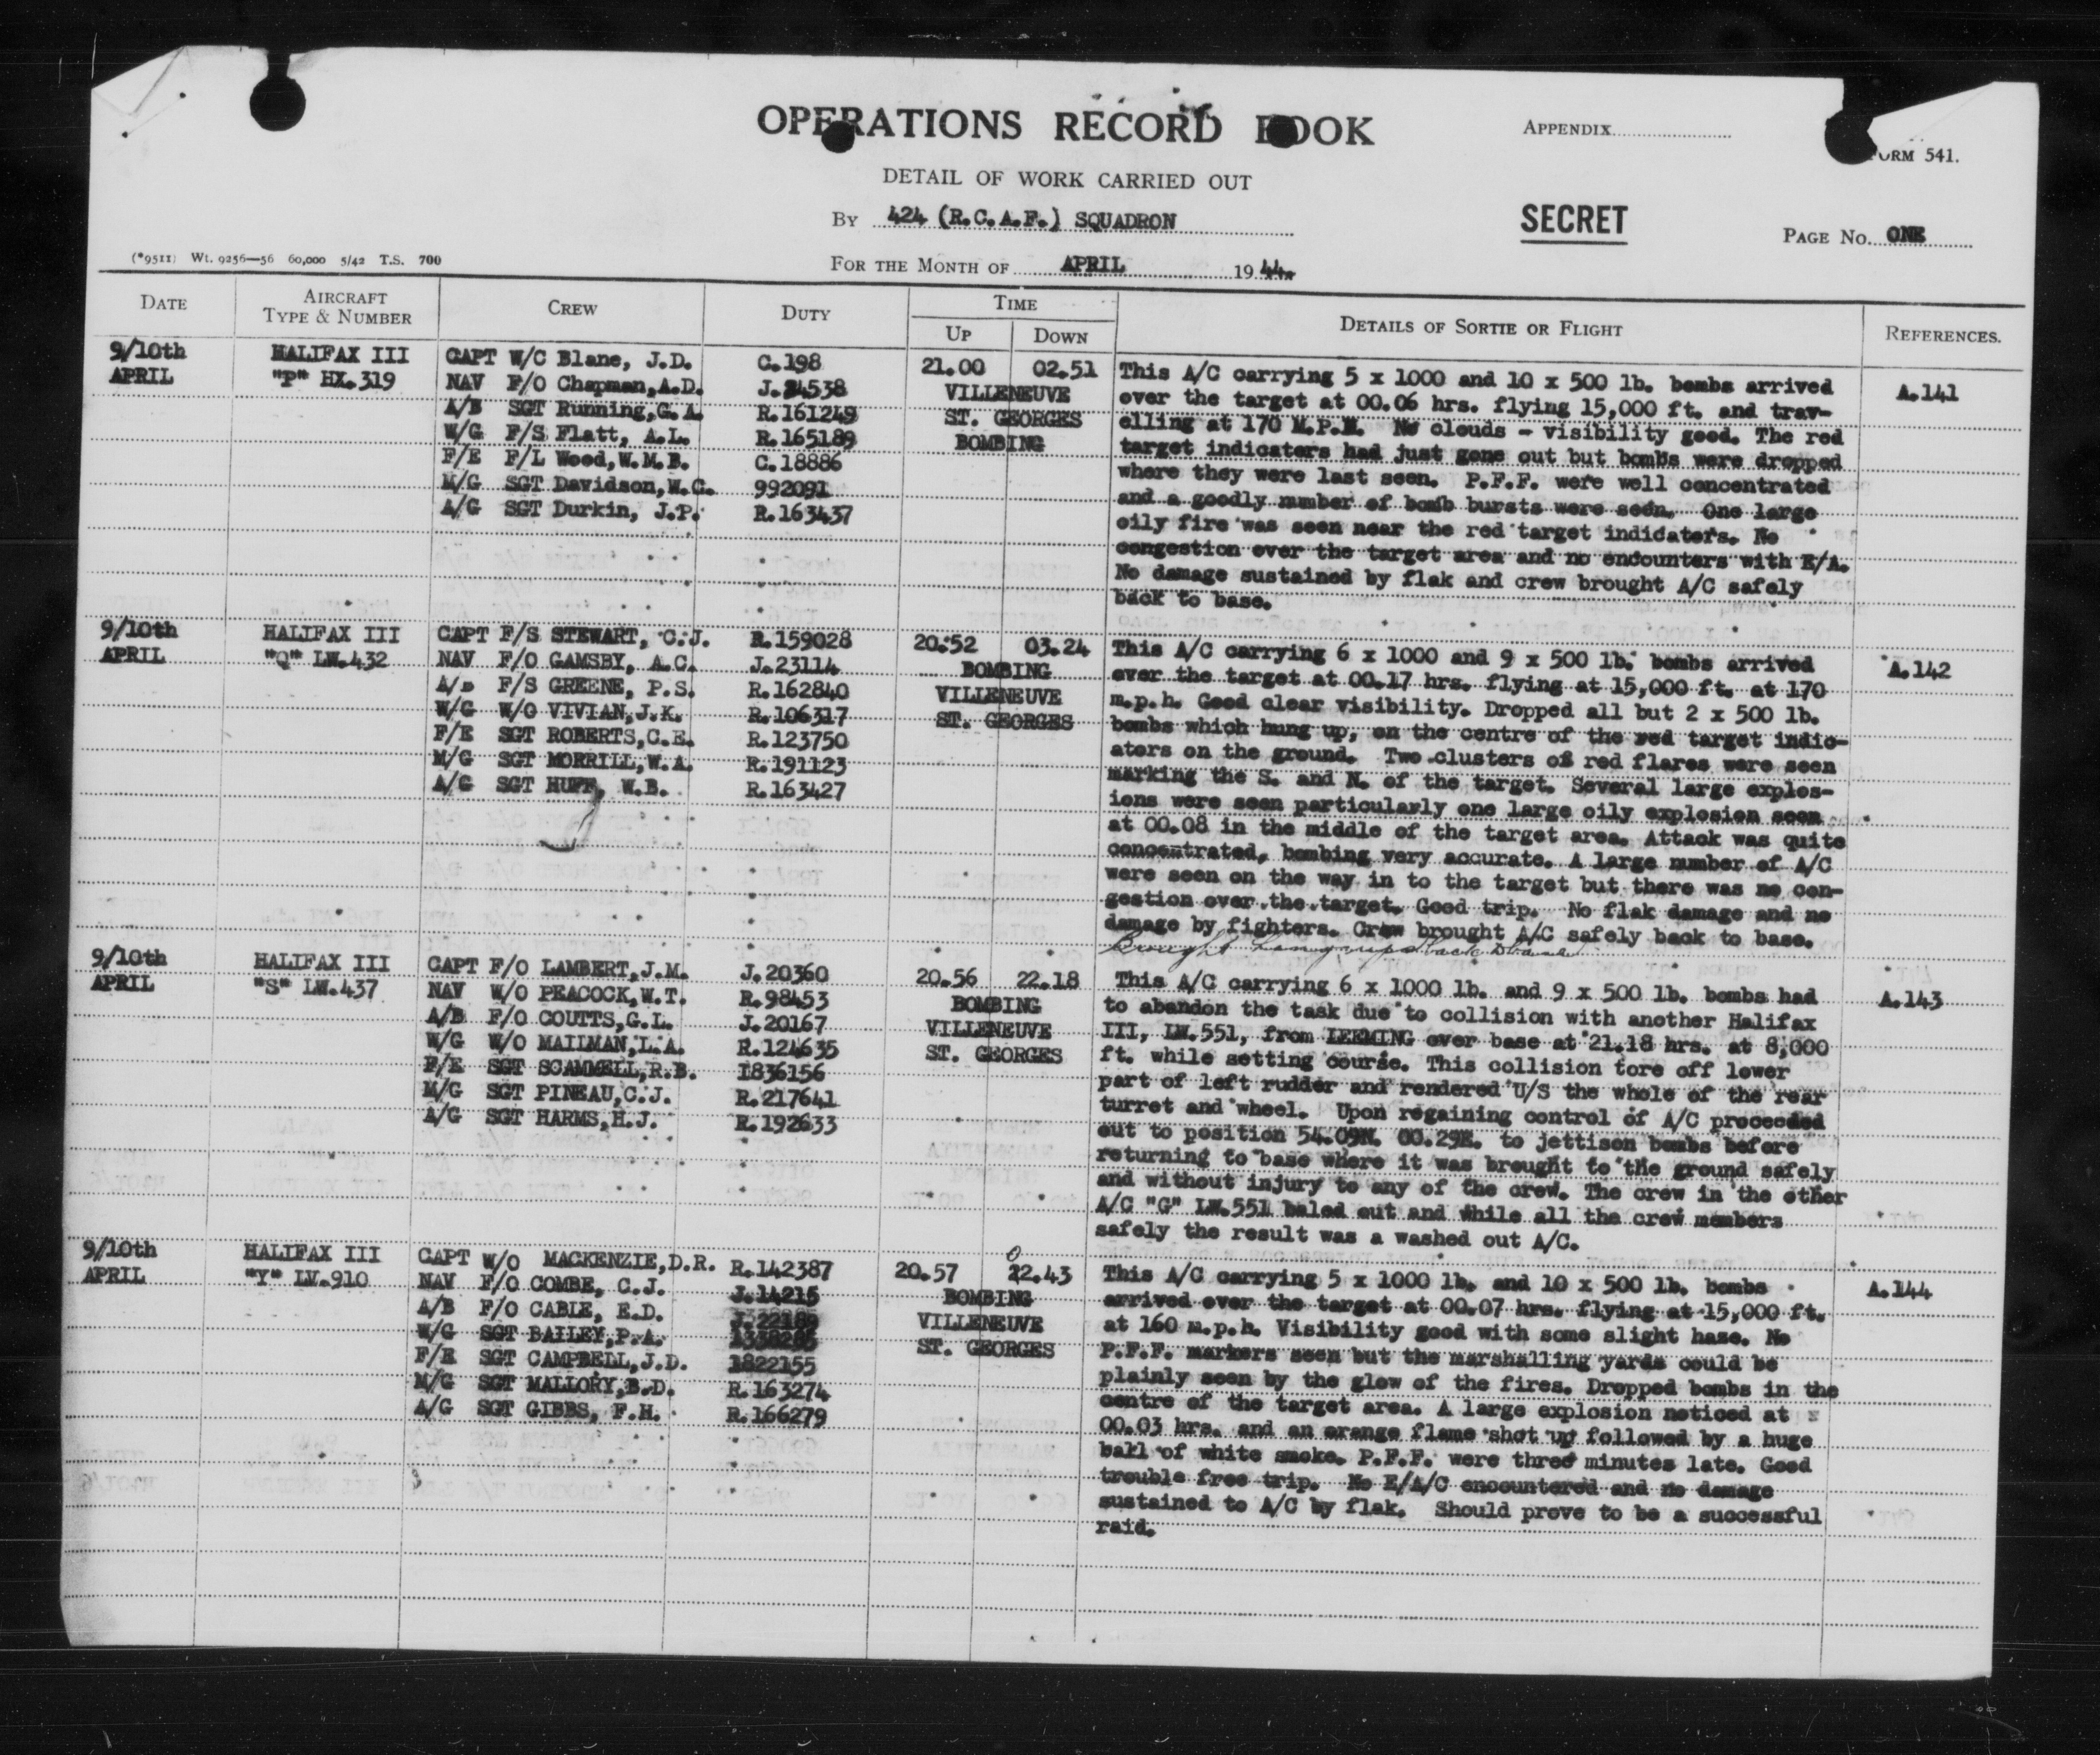 OPERATIONS RECORD BOOK
APPENDIX
FORM 541.
DETAIL OF WORK CARRIED OUT
By 424 (R.C.A.F.) SQUADRON
SECRET
PAGE No. ONE
(*9511) Wt. 9256—56 60,000 5/42 T.S. 700
FOR THE MONTH OF APRIL 1944.
DATE
AIRCRAFT TYPE & NUMBER
CREW
DUTY
TIME
UP
DOWN
DETAILS OF SORTIE OR FLIGHT
REFERENCES.
9/10th APRIL
HALIFAX III
"P" HX.319
CAPT W/C Blane, J.D. C.198
NAV F/O Chapman, A.D. J.24538
A/B SGT Running, G.A. R.161249
W/G F/S Flatt, A.L. R.165189
F/E F/L Wood, W.M.B. C.18886
M/G SGT Davidson, W.C. 992091
A/G SGT Durkin, J.P. R.163437
21.00 02.51
VILLENEUVE
ST. GEORGES
BOMBING
This A/C carrying 5 x 1000 and 10 x 500 lb. bombs arrived
over the target at 00.06 hrs. flying 15,000 ft. and trav-
elling at 170 M.P.H. No clouds - visibility good. The red
target indicators had just gone out but bombs were dropped
where they were last seen. P.F.F. were well concentrated
and a goodly number of bomb bursts were seen. One large
oily fire was seen near the red target indicators. No
congestion over the target area and no encounters with E/A.
No damage sustained by flak and crew brought A/C safely
back to base.
A.141
9/10th APRIL
HALIFAX III
"Q" LW.432
CAPT F/S STEWART, C.J. R.159028
NAV F/O GAMSBY, A.C. J.23114
A/B F/S GREENE, P.S. R.162840
W/G W/O VIVIAN, J.K. R.106317
F/E SGT ROBERTS, C.E. R.123750
M/G SGT MORRILL, W.A. R.191123
A/G SGT HUFF, W.B. R.163427
20.52 03.24
BOMBING
VILLENEUVE
ST. GEORGES
This A/C carrying 6 x 1000 and 9 x 500 lb. bombs arrived
over the target at 00.17 hrs. flying at 15,000 ft. at 170
m.p.h. Good clear visibility. Dropped all but 2 x 500 lb.
bombs which hung up, on the centre of the red target indic-
ators on the ground. Two clusters of red flares were seen
marking the S. and N. of the target. Several large explos-
ions were seen particularly one large oily explosion seen
at 00.08 in the middle of the target area. Attack was quite
concentrated, bombing very accurate. A large number of A/C
were seen on the way in to the target but there was no con-
gestion over the target. Good trip. No flak damage and no
damage by fighters. Crew brought A/C safely back to base.
Brought hang ups back
A.142
9/10th APRIL
HALIFAX III
"S" LW.437
CAPT F/O LAMBERT, J.M. J.20360
NAV W/O PEACOCK, W.T. R.98453
A/B F/O COUTTS, G.L. J.20167
W/G W/O MAILMAN, L.A. R.124635
F/E SGT SCAMMELL, R.B. 1836156
M/G SGT PINEAU, C.J. R.217641
A/G SGT HARMS, H.J. R.192633
20.56 22.18
BOMBING
VILLENEUVE
ST. GEORGES
This A/C carrying 6 x 1000 lb. and 9 x 500 lb. bombs had
to abandon the task due to collision with another Halifax
III, LW.551, from LEEMING over base at 21.18 hrs. at 8,000
ft. while setting course. This collision tore off lower
part of left rudder and rendered U/S the whole of the rear
turret and wheel. Upon regaining control of A/C proceeded
out to position 54.09N. 00.29E. to jettison bombs before
returning to base where it was brought to the ground safely
and without injury to any of the crew. The crew in the other
A/C "G" LW.551 baled out and while all the crew members
safely the result was a washed out A/C.
A.143
9/10th APRIL
HALIFAX III
"Y" LV.910
CAPT W/O MACKENZIE, D.R. R.142387
NAV F/O COMBE, C.J. J.14215
A/B F/O CABLE, E.D.
W/G SGT BAILEY, P.A.
F/E SGT CAMPBELL, J.D. 1822155
M/G SGT MALLORY, B.D. R.163274
A/G SGT GIBBS, F.H. R.166279
20.57 02.43
BOMBING
VILLENEUVE
ST. GEORGES
This A/C carrying 5 x 1000 lb. and 10 x 500 lb. bombs
arrived over the target at 00.07 hrs. flying at 15,000 ft.
at 160 m.p.h. Visibility good with some slight haze. No
P.F.F. markers seen but the marshalling yards could be
plainly seen by the glow of the fires. Dropped bombs in the
centre of the target area. A large explosion noticed at
00.03 hrs. and an orange flame shot up followed by a huge
ball of white smoke. P.F.F. were three minutes late. Good
trouble free trip. No E/A/C encountered and no damage
sustained to A/C by flak. Should prove to be a successful
raid.
A.144